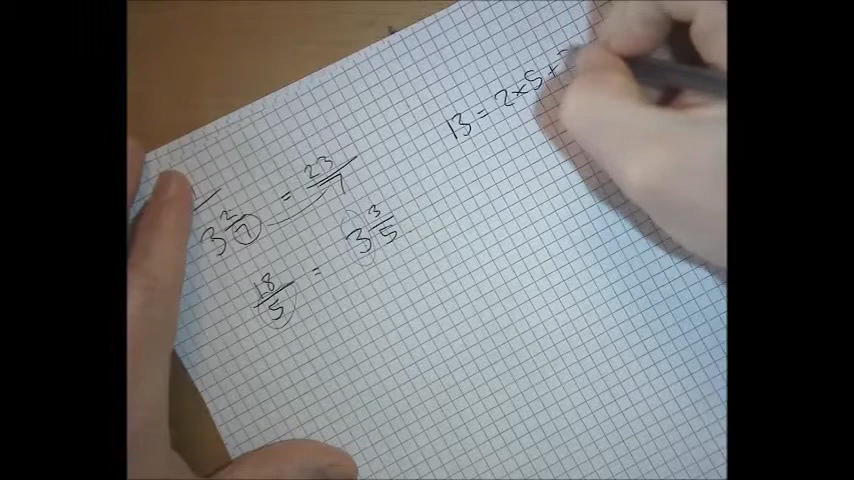 3 2/7 = 23/7
18/5 = 3 3/5
13 = 2 × 5 +